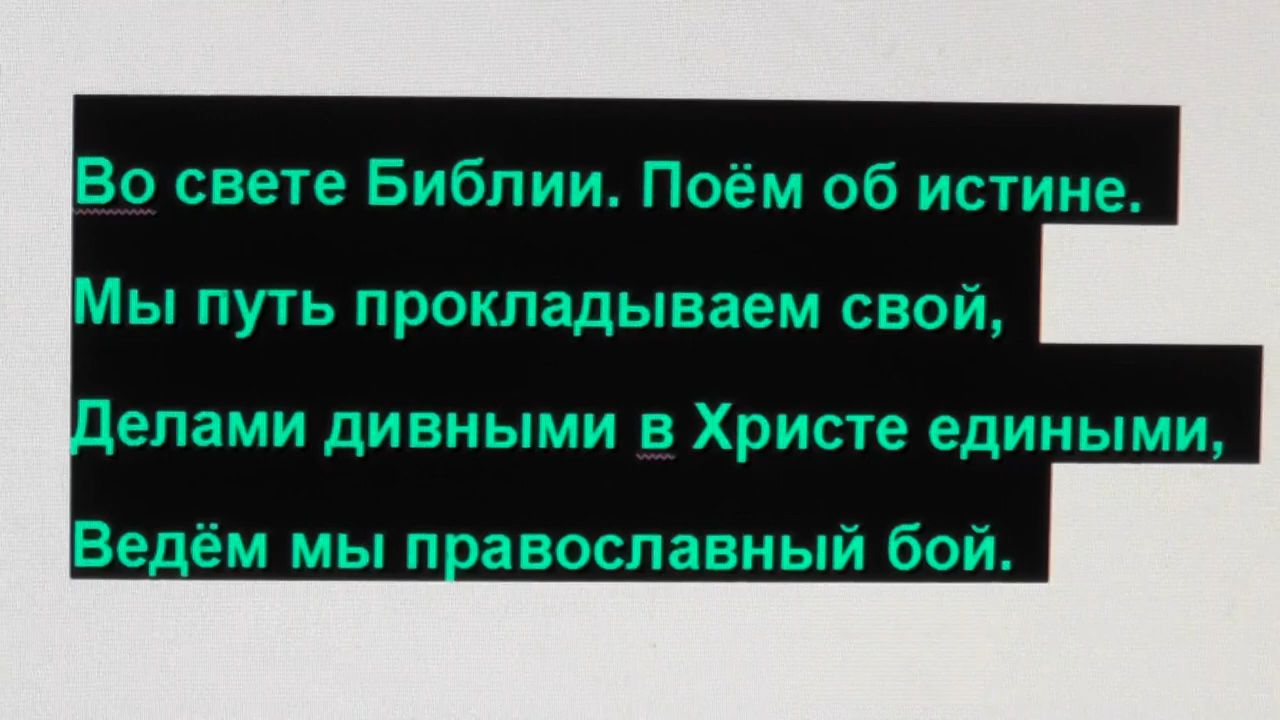 Во свете Библии. Поём об истине.
Мы путь прокладываем свой,
Делами дивными в Христе едиными,
Ведём мы православный бой.